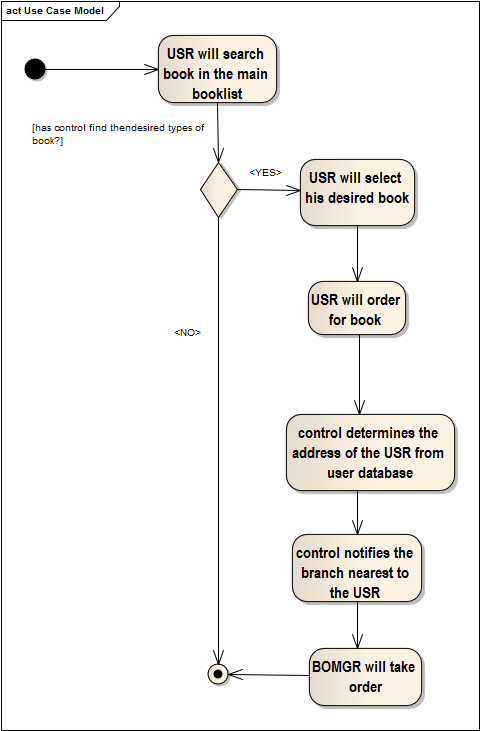 act Use Case Model
USR will search
book in the main
booklist
[has control find thendesired types of
book?]
<YES>
USR will select
his desired book
USR will order
for book
<NO>
control determines the
address of the USR from
user database
control notifies the
branch nearest to
the USR
BOMGR will take
order